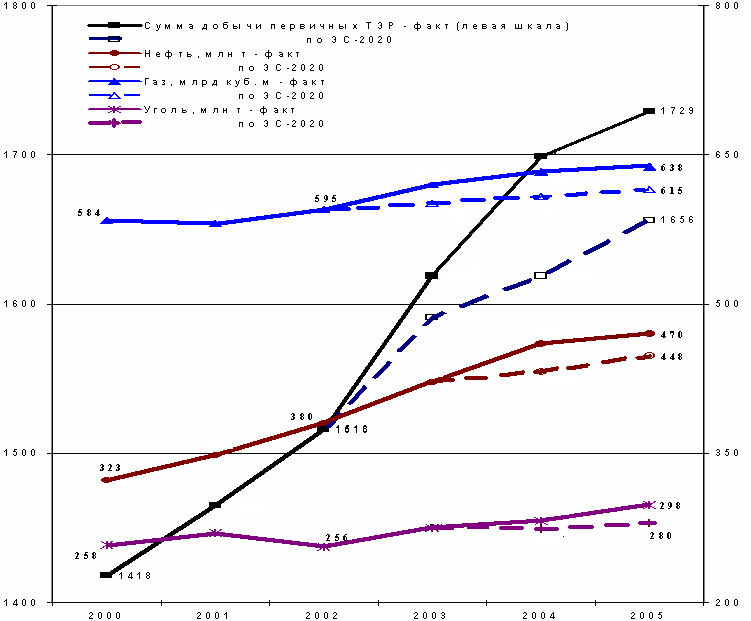 1800
800
Сумма добычи первичных ТЭР - факт (левая шкала)
по ЭС-2020
Нефть, млн т - факт
по ЭС-2020
Газ, млрд куб. м - факт
по ЭС-2020
Уголь, млн т - факт
по ЭС-2020
1729
1700
650
638
595
615
584
1656
1600
500
470
448
380
1516
323
1500
350
298
256
280
258
1418
1400
200
2000 2001 2002 2003 2004 2005